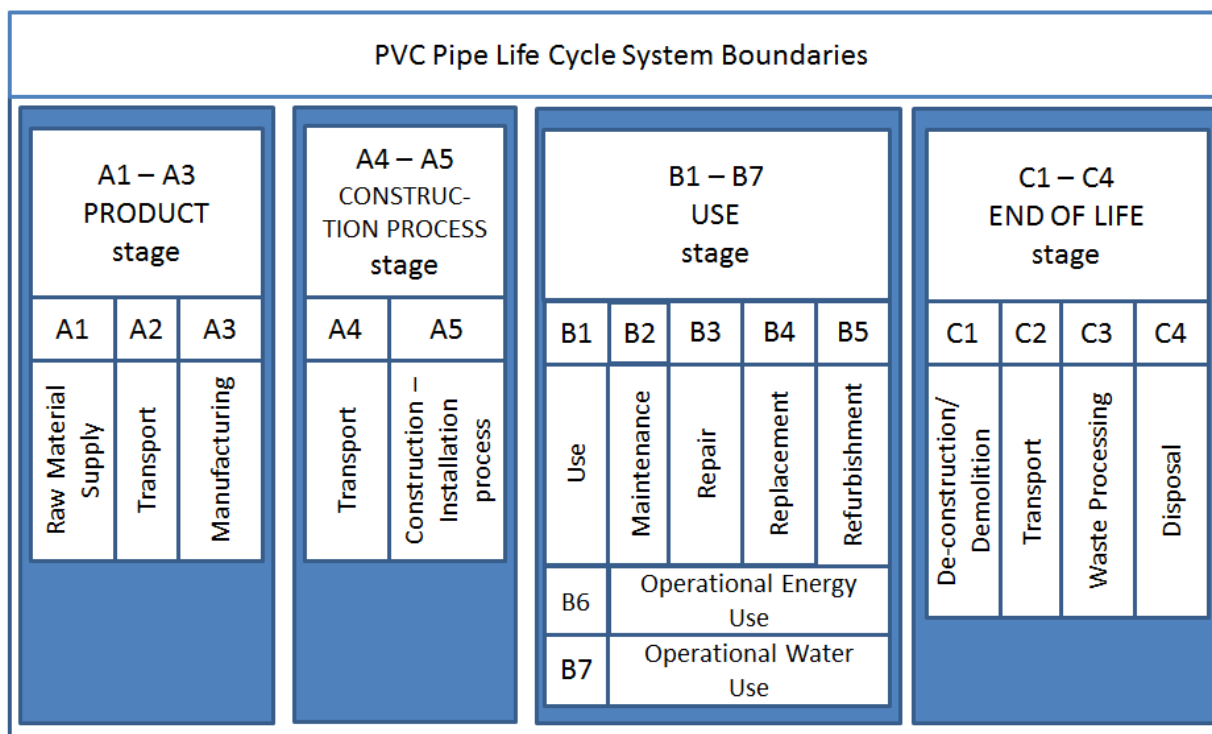 PVC Pipe Life Cycle System Boundaries
A1 – A3
PRODUCT
stage
A1
A2
A3
Raw Material
Supply
Transport
Manufacturing
A4 – A5
CONSTRUC-
TION PROCESS
stage
A4
A5
Transport
Construction –
Installation
process
B1 – B7
USE
stage
B1
B2
B3
B4
B5
Use
Maintenance
Repair
Replacement
Refurbishment
B6
Operational Energy
Use
B7
Operational Water
Use
C1 – C4
END OF LIFE
stage
C1
C2
C3
C4
De-construction/
Demolition
Transport
Waste Processing
Disposal